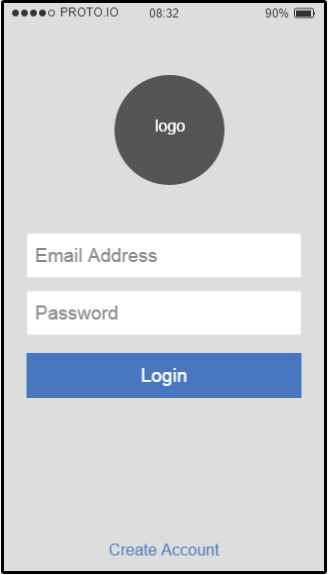 PROTO.IO 08:32 90%
logo
Email Address
Password
Login
Create Account